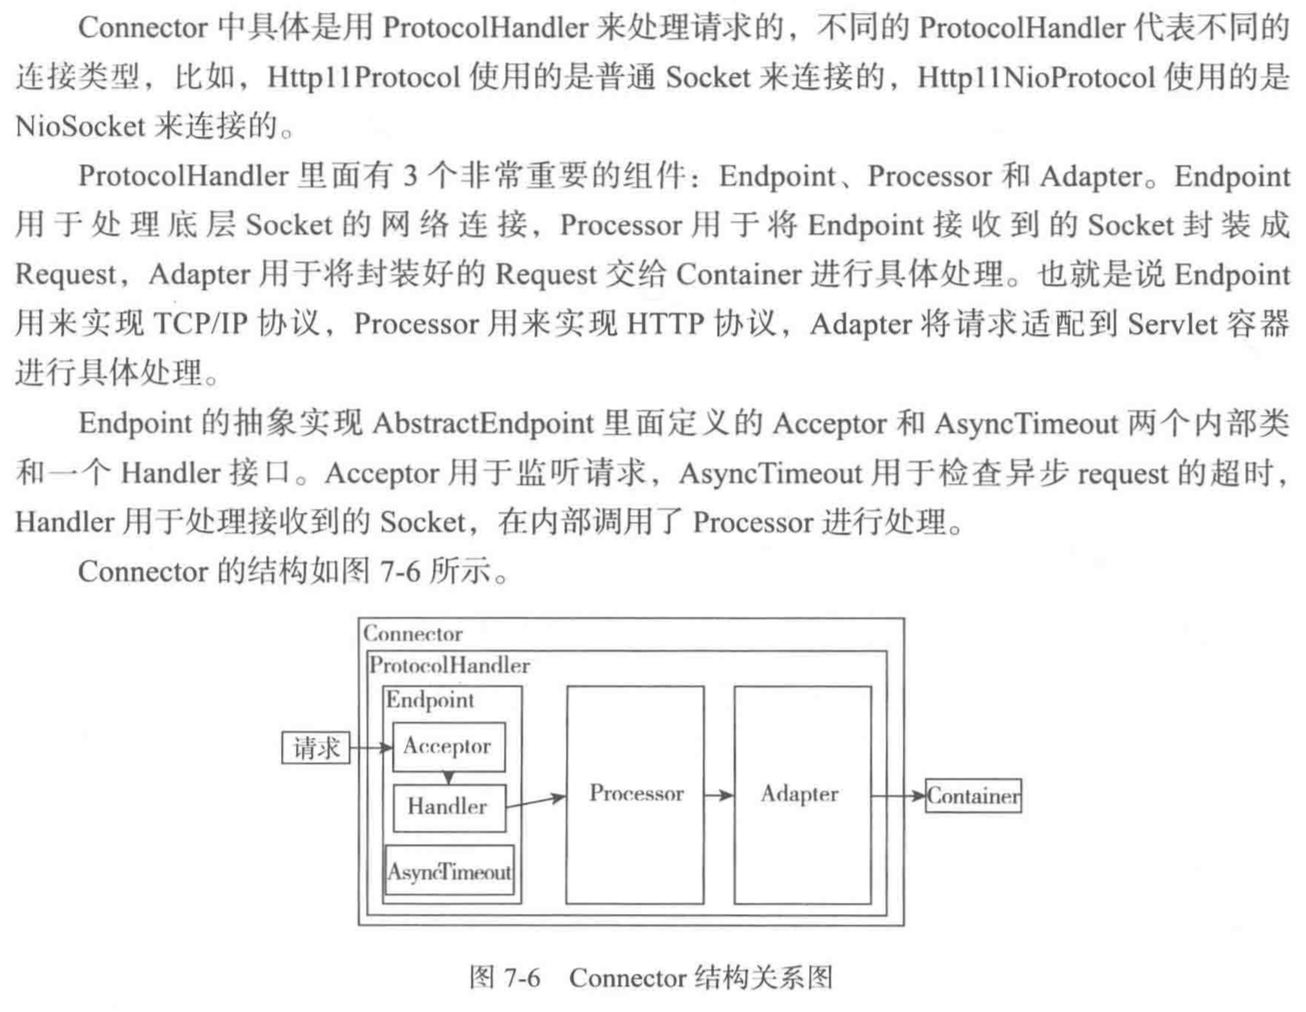 Connector 中具体是用 ProtocolHandler 来处理请求的，不同的 ProtocolHandler 代表不同的
连接类型，比如，Http11Protocol 使用的是普通 Socket 来连接的，Http11NioProtocol 使用的是
NioSocket 来连接的。
ProtocolHandler 里面有 3 个非常重要的组件：Endpoint、Processor 和 Adapter。Endpoint
用于处理底层 Socket 的网络连接，Processor 用于将 Endpoint 接收到的 Socket 封装成
Request，Adapter 用于将封装好的 Request 交给 Container 进行具体处理。也就是说 Endpoint
用来实现 TCP/IP 协议，Processor 用来实现 HTTP 协议，Adapter 将请求适配到 Servlet 容器
进行具体处理。
Endpoint 的抽象实现 AbstractEndpoint 里面定义的 Acceptor 和 AsyncTimeout 两个内部类
和一个 Handler 接口。Acceptor 用于监听请求，AsyncTimeout 用于检查异步 request 的超时，
Handler 用于处理接收到的 Socket，在内部调用了 Processor 进行处理。
Connector 的结构如图 7-6 所示。
Connector
ProtocolHandler
Endpoint
请求
Acceptor
Handler
AsyncTimeout
Processor
Adapter
Container
图 7-6 Connector 结构关系图